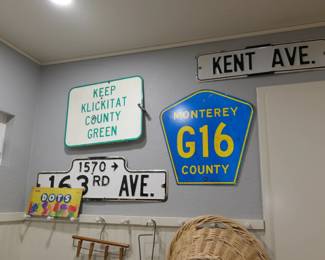 KEEP
KLICKITAT
COUNTY
GREEN
KENT AVE.
MONTEREY
G16
COUNTY
1570 →
163RD AVE.
DOTS